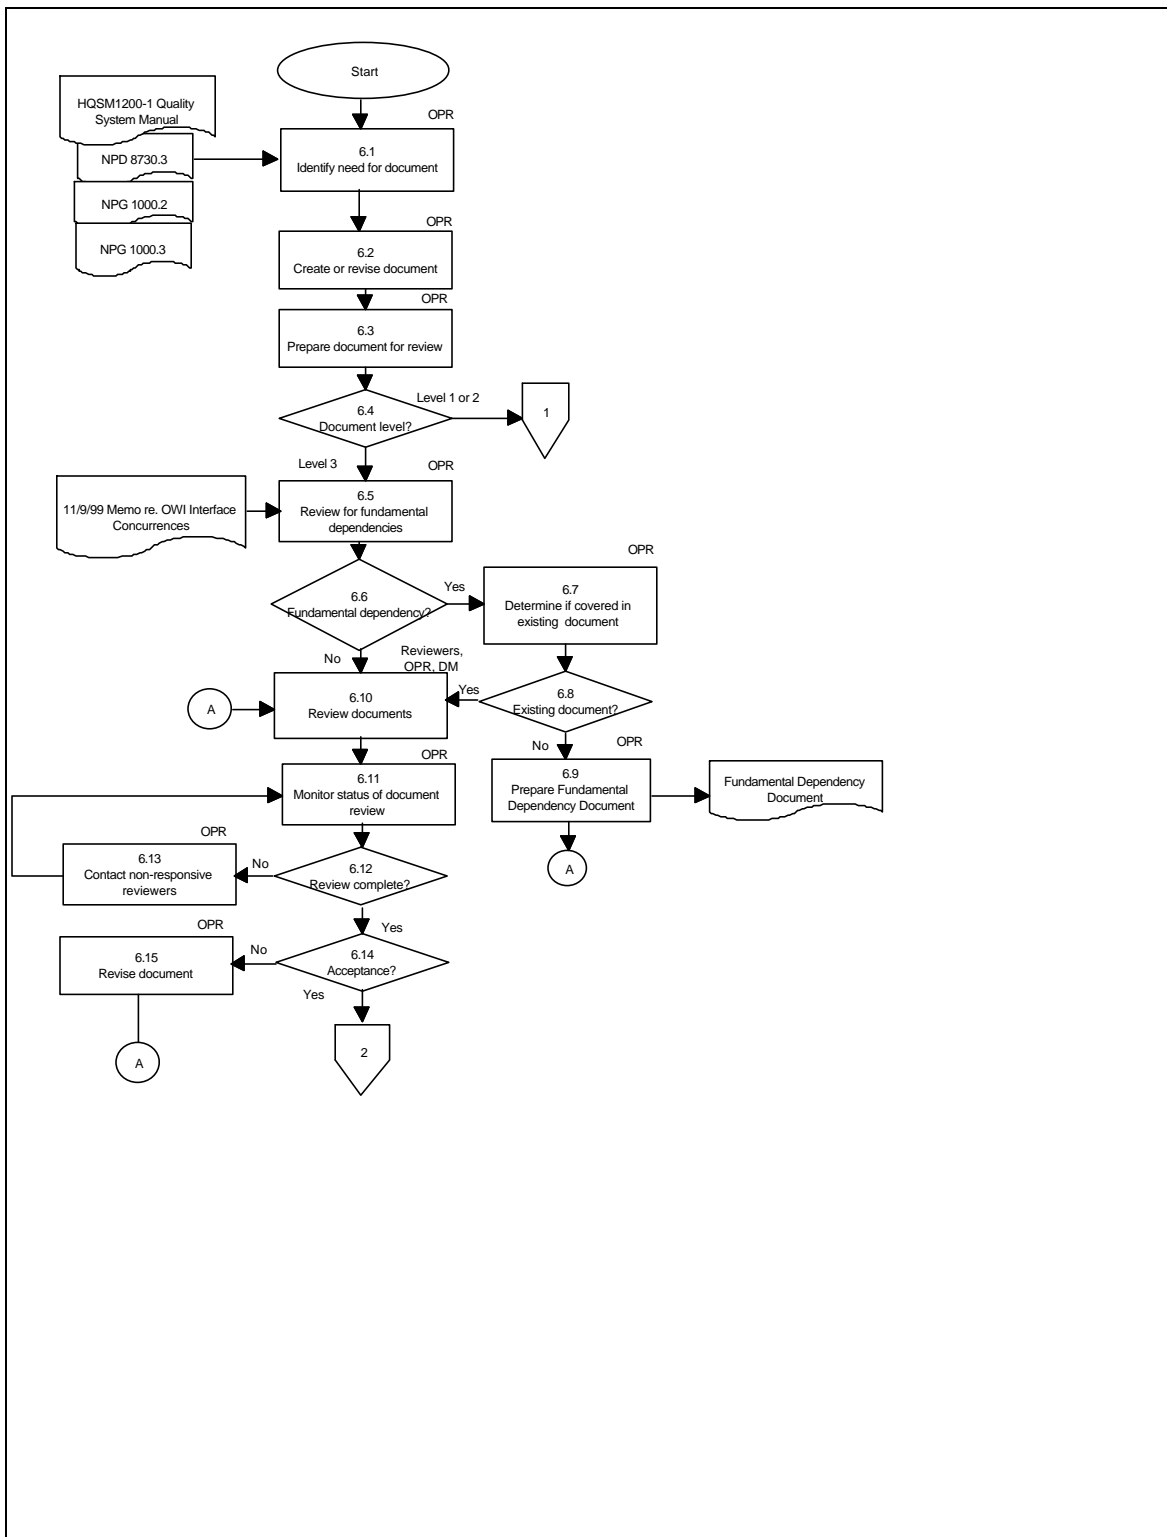 Start
HQSM1200-1 Quality
System Manual
OPR
NPD 8730.3
6.1
Identify need for document
NPG 1000.2
OPR
NPG 1000.3
6.2
Create or revise document
OPR
6.3
Prepare document for review
Level 1 or 2
6.4
Document level?
1
Level 3
OPR
11/9/99 Memo re. OWI Interface
Concurrences
6.5
Review for fundamental
dependencies
OPR
6.6
Fundamental dependency?
Yes
6.7
Determine if covered in
existing document
No
Reviewers,
OPR, DM
A
6.10
Review documents
Yes
6.8
Existing document?
No
OPR
OPR
6.11
Monitor status of document
review
6.9
Prepare Fundamental
Dependency Document
Fundamental Dependency
Document
OPR
6.13
Contact non-responsive
reviewers
No
6.12
Review complete?
A
Yes
OPR
6.15
Revise document
No
6.14
Acceptance?
Yes
A
2